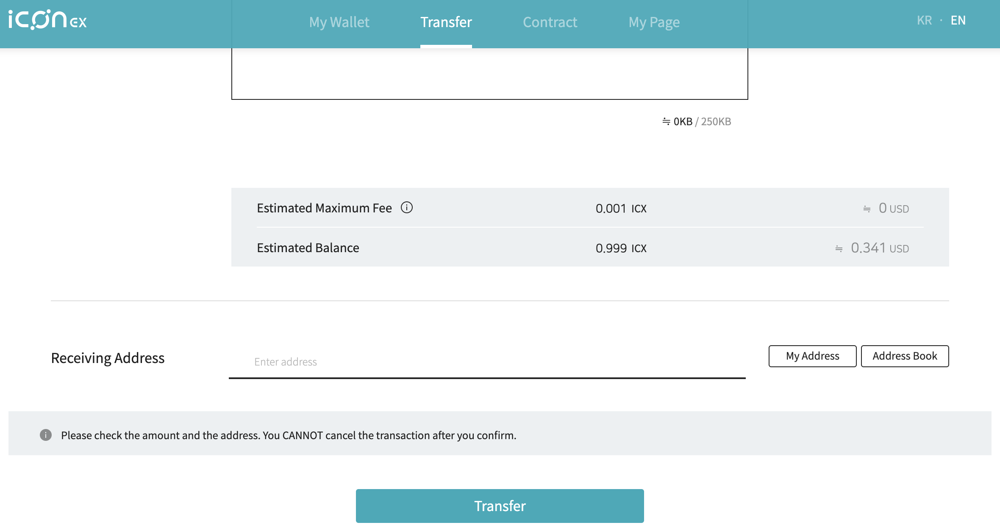 icon ex
My Wallet Transfer Contract My Page KR · EN
≒ 0KB / 250KB
Estimated Maximum Fee 0.001 ICX ≒ 0 USD
Estimated Balance 0.999 ICX ≒ 0.341 USD
Receiving Address Enter address My Address Address Book
Please check the amount and the address. You CANNOT cancel the transaction after you confirm.
Transfer